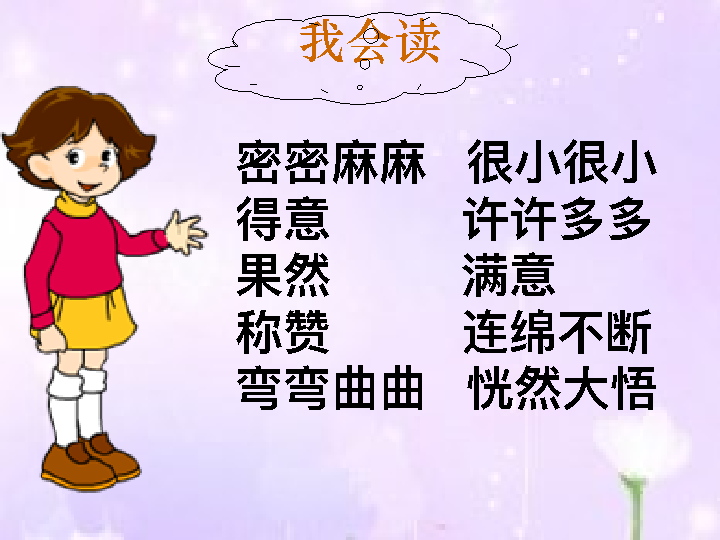 我会读
密密麻麻 很小很小
得意 许许多多
果然 满意
称赞 连绵不断
弯弯曲曲 恍然大悟